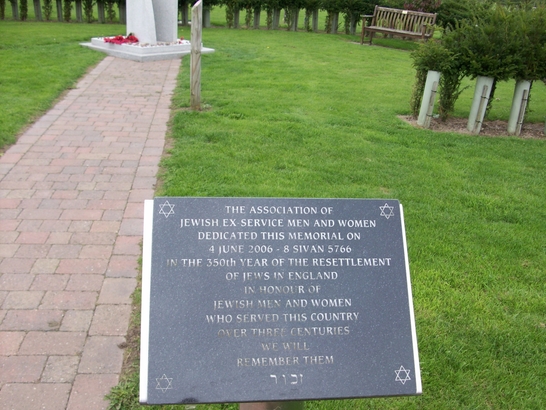 THE ASSOCIATION OF
JEWISH EX-SERVICE MEN AND WOMEN
DEDICATED THIS MEMORIAL ON
4 JUNE 2006 - 8 SIVAN 5766
IN THE 350th YEAR OF THE RESETTLEMENT
OF JEWS IN ENGLAND
IN HONOUR OF
JEWISH MEN AND WOMEN
WHO SERVED THIS COUNTRY
OVER THREE CENTURIES
WE WILL
REMEMBER THEM
זכור